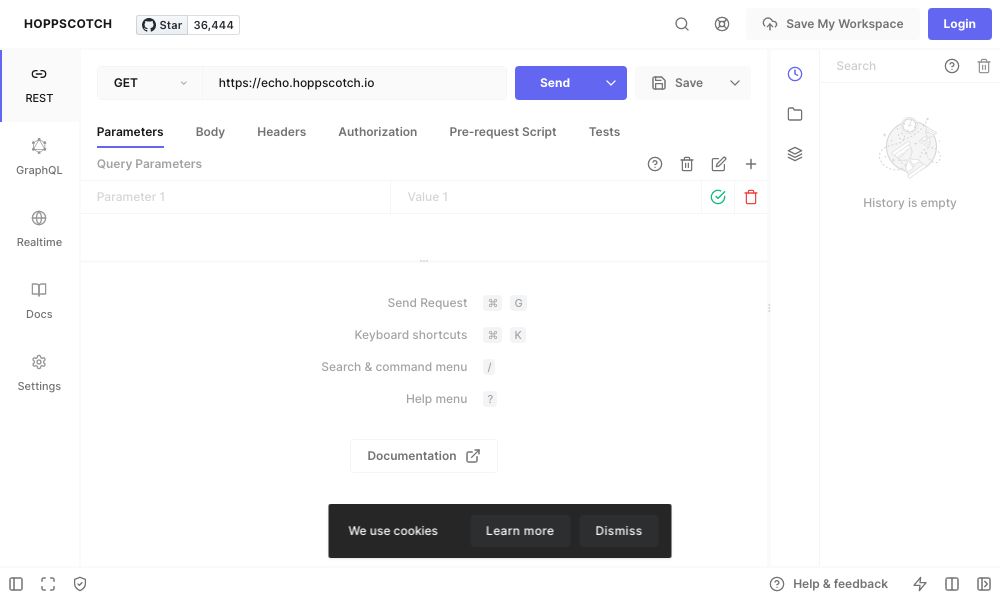 HOPPSCOTCH
Star 36,444
Save My Workspace
Login
REST
GraphQL
Realtime
Docs
Settings
GET
https://echo.hoppscotch.io
Send
Save
Parameters Body Headers Authorization Pre-request Script Tests
Query Parameters
Parameter 1 Value 1
Send Request ⌘ G
Keyboard shortcuts ⌘ K
Search & command menu /
Help menu ?
Documentation
Search
History is empty
We use cookies Learn more Dismiss
Help & feedback